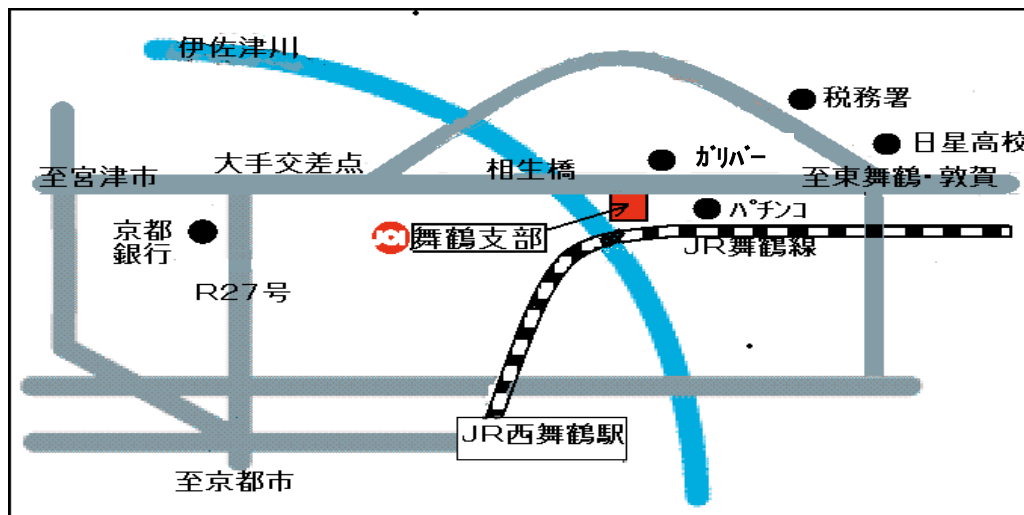 伊佐津川
税務署
日星高校
ガリバー
大手交差点
相生橋
至宮津市
至東舞鶴・敦賀
パチンコ
京都
銀行
舞鶴支部
JR舞鶴線
R27号
JR西舞鶴駅
至京都市